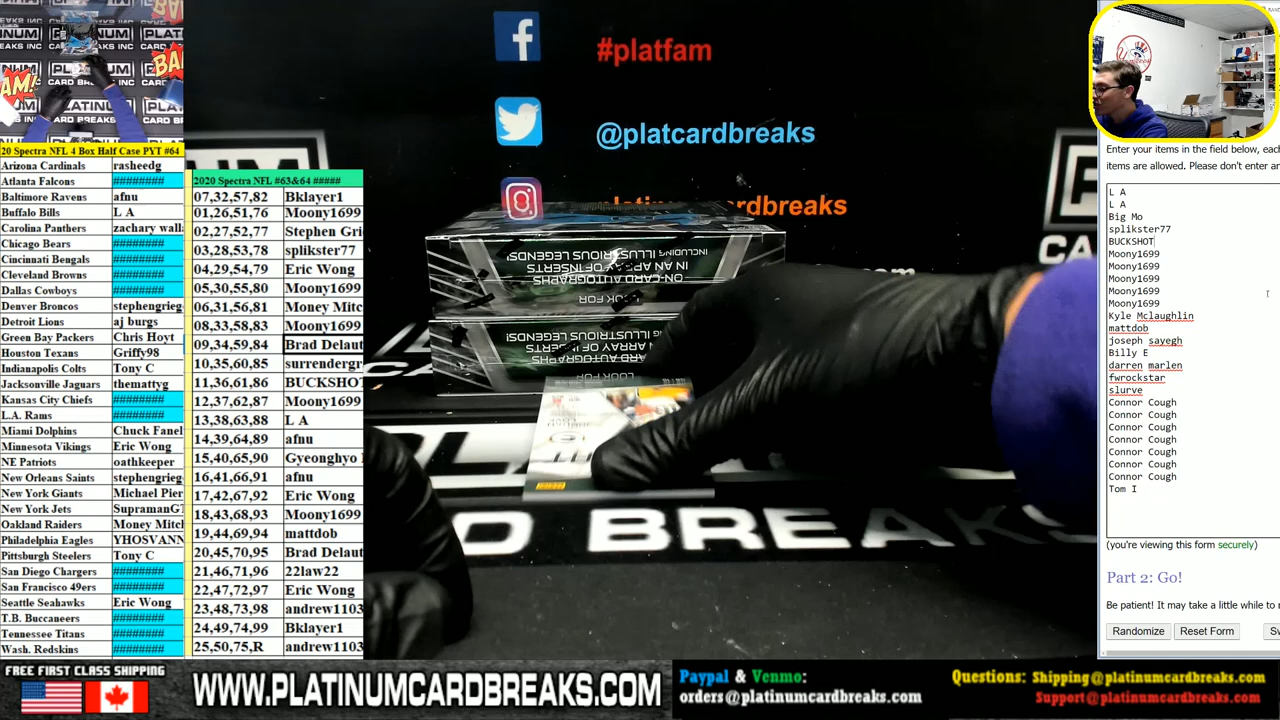 #platfam
@platcardbreaks
cardbreaks
20 Spectra NFL 4 Box Half Case PYT #64
Arizona Cardinals rasheedg
Atlanta Falcons ########
Baltimore Ravens afnu
Buffalo Bills L A
Carolina Panthers zachary wall
Chicago Bears ########
Cincinnati Bengals ########
Cleveland Browns ########
Dallas Cowboys ########
Denver Broncos stephengrieg
Detroit Lions aj burgs
Green Bay Packers Chris Hoyt
Houston Texans Griffy98
Indianapolis Colts Tony C
Jacksonville Jaguars themattyg
Kansas City Chiefs ########
L.A. Rams ########
Miami Dolphins Chuck Fanel
Minnesota Vikings Eric Wong
NE Patriots oathkeeper
New Orleans Saints stephengrieg
New York Giants Michael Pier
New York Jets SupramanGT
Oakland Raiders Money Mitch
Philadelphia Eagles YHOSVANN
Pittsburgh Steelers Tony C
San Diego Chargers ########
San Francisco 49ers ########
Seattle Seahawks Eric Wong
T.B. Buccaneers ########
Tennessee Titans ########
Wash. Redskins ########
2020 Spectra NFL #63&64 #####
07,32,57,82 Bklayer1
01,26,51,76 Moony1699
02,27,52,77 Stephen Gri
03,28,53,78 splikster77
04,29,54,79 Eric Wong
05,30,55,80 Moony1699
06,31,56,81 Money Mitc
08,33,58,83 Moony1699
09,34,59,84 Brad Delaut
10,35,60,85 surrendergr
11,36,61,86 BUCKSHOT
12,37,62,87 Moony1699
13,38,63,88 L A
14,39,64,89 afnu
15,40,65,90 Gyeonghyo
16,41,66,91 afnu
17,42,67,92 Eric Wong
18,43,68,93 Moony1699
19,44,69,94 mattdob
20,45,70,95 Brad Delaut
21,46,71,96 22law22
22,47,72,97 Eric Wong
23,48,73,98 andrew1103
24,49,74,99 Bklayer1
25,50,75,R andrew1103
ON-CARD AUTOGRAPHS
IN AN ARRAY OF INSERTS
ILLUSTRIOUS LEGENDS!
LOOK FOR
CARD BREAKS INC
CARD BREAKS
Enter your items in the field below, eac
items are allowed. Please don't enter an
L A
L A
Big Mo
splikster77
BUCKSHOT
Moony1699
Moony1699
Moony1699
Moony1699
Moony1699
Kyle Mclaughlin
mattdob
joseph sayegh
Billy E
darren marlen
fwrockstar
slurve
Connor Cough
Connor Cough
Connor Cough
Connor Cough
Connor Cough
Connor Cough
Connor Cough
Tom I
(you're viewing this form securely)
Part 2: Go!
Be patient! It may take a little while to
Randomize Reset Form
FREE FIRST CLASS SHIPPING
WWW.PLATINUMCARDBREAKS.COM
Paypal & Venmo:
orders@platinumcardbreaks.com
Questions: Shipping@platinumcardbreaks.com
Support@platinumcardbreaks.com